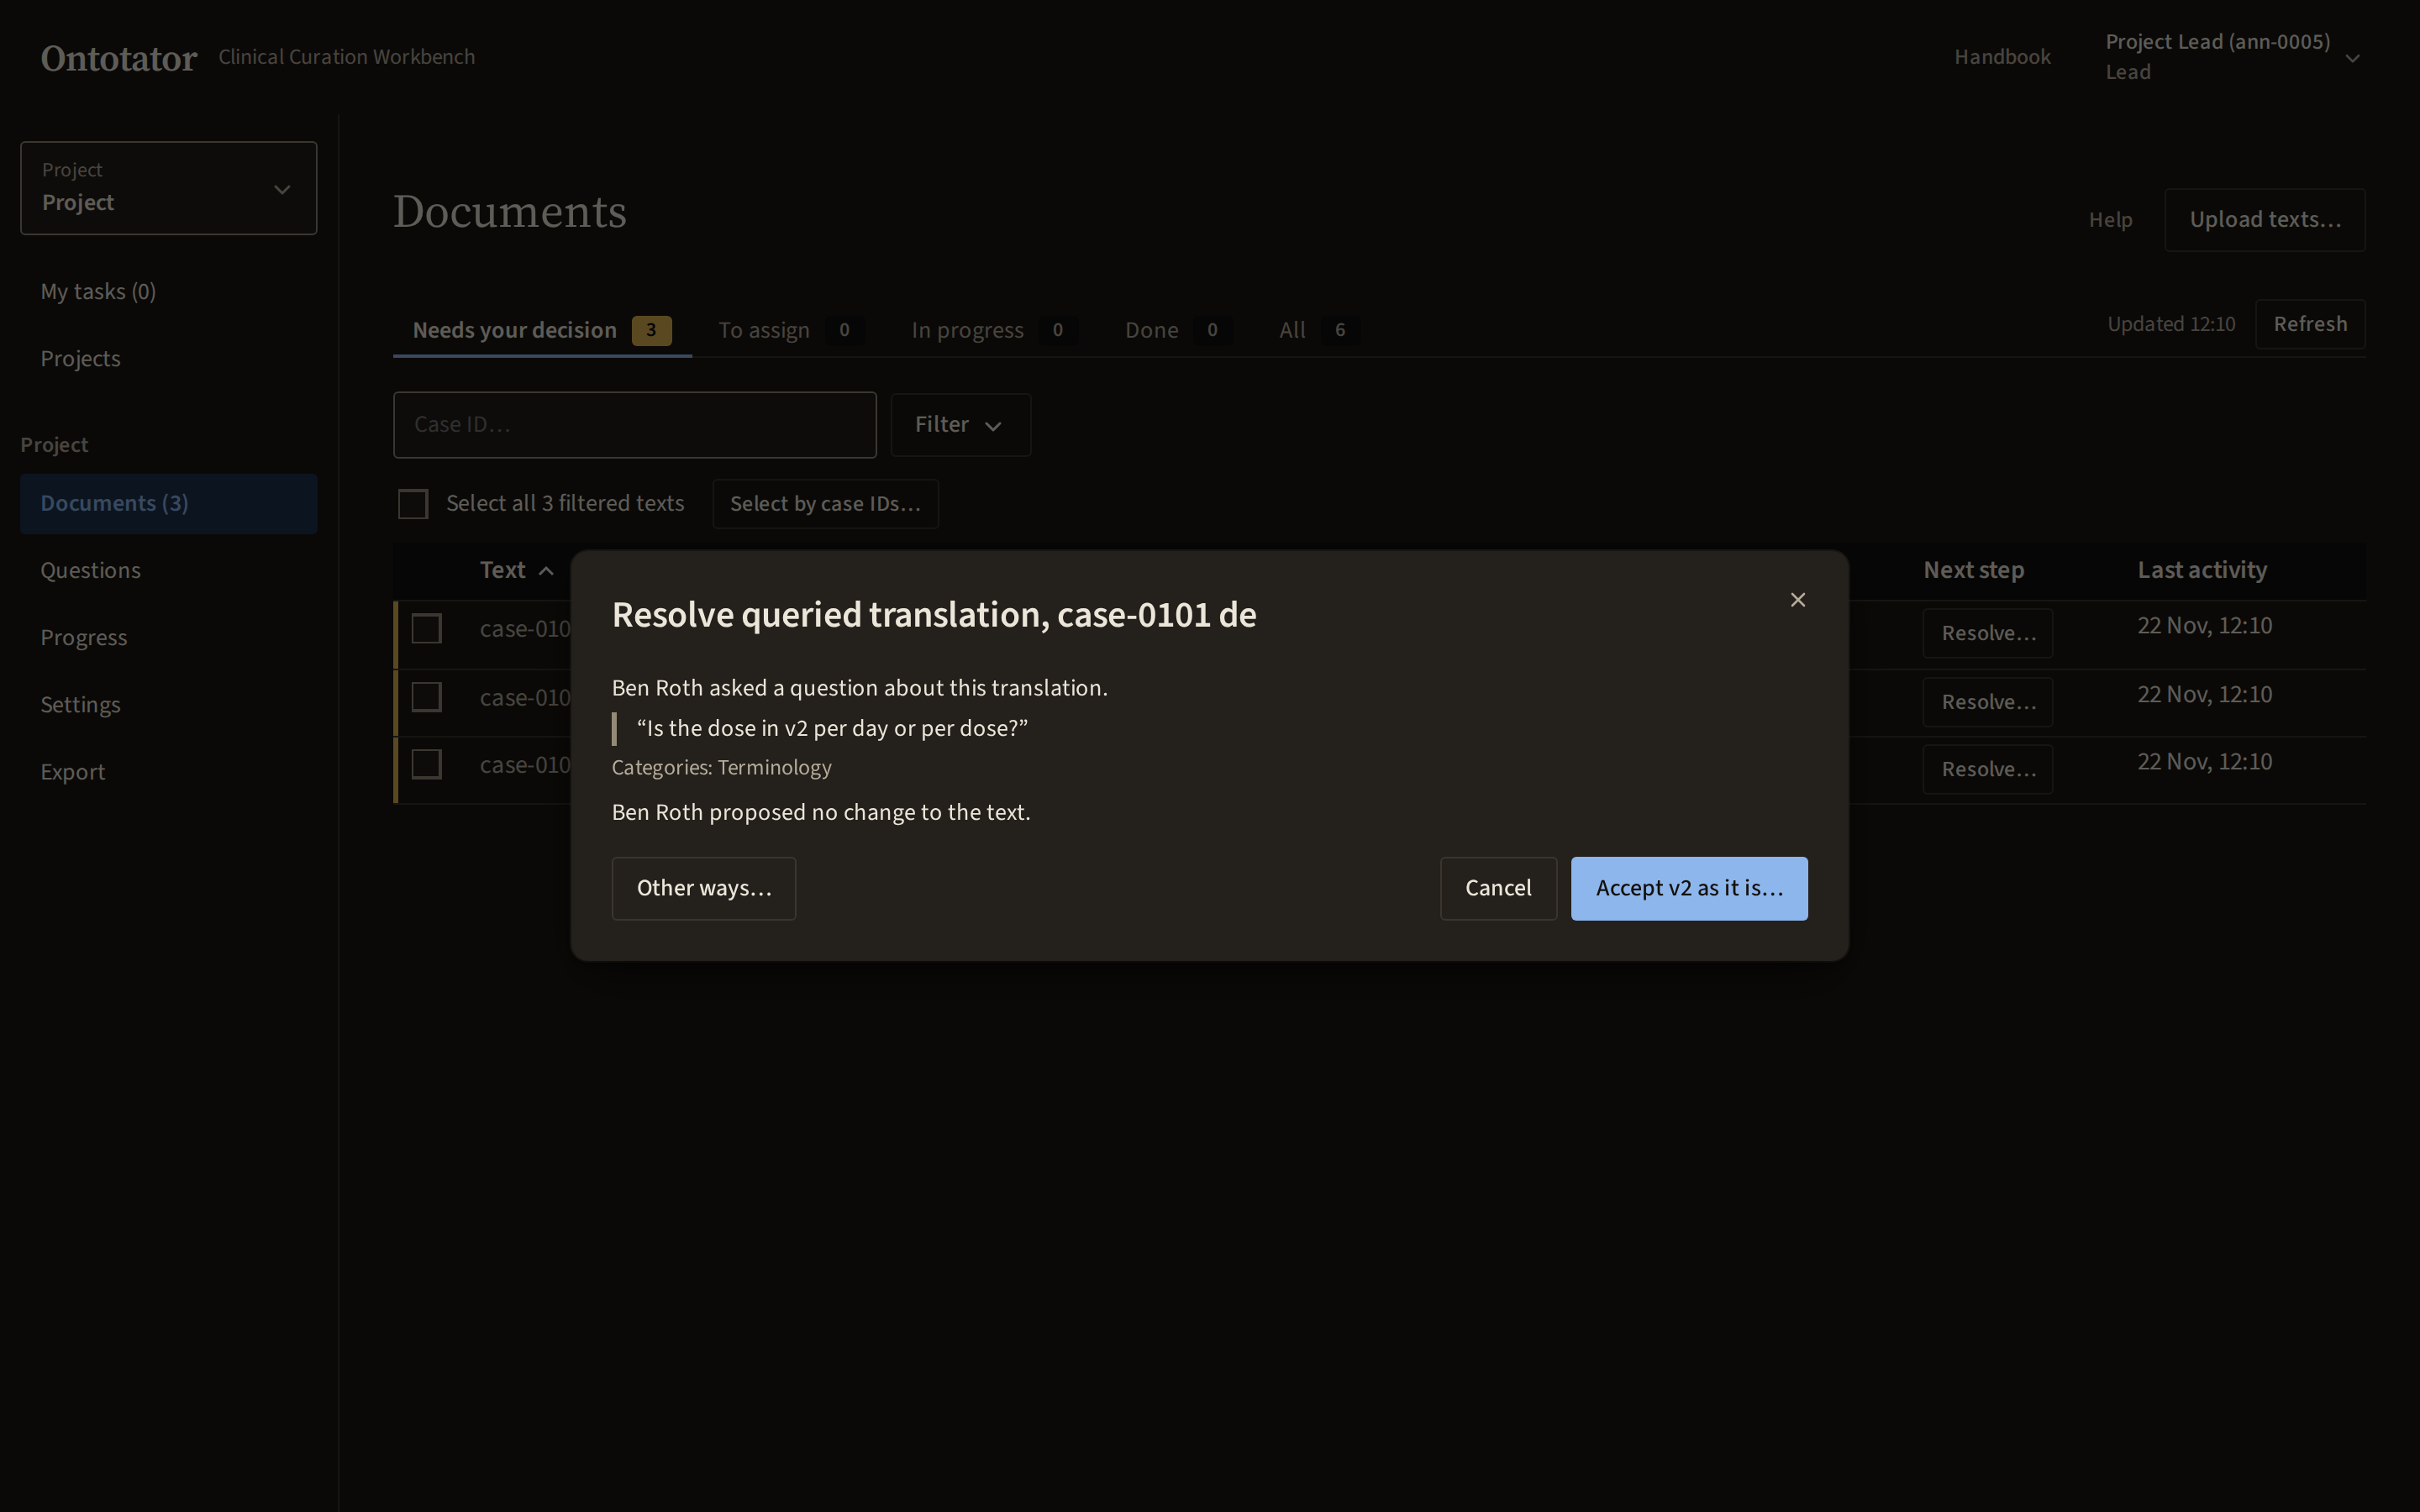 Ontotator Clinical Curation Workbench
Handbook
Project Lead (ann-0005)
Lead
Project
Project
My tasks (0)
Projects
Project
Documents (3)
Questions
Progress
Settings
Export
Documents
Help
Upload texts…
Needs your decision 3
To assign 0
In progress 0
Done 0
All 6
Updated 12:10
Refresh
Case ID…
Filter
Select all 3 filtered texts
Select by case IDs…
Text
Next step
Last activity
case-010
Resolve…
22 Nov, 12:10
case-010
Resolve…
22 Nov, 12:10
case-010
Resolve…
22 Nov, 12:10
Resolve queried translation, case-0101 de
Ben Roth asked a question about this translation.
“Is the dose in v2 per day or per dose?”
Categories: Terminology
Ben Roth proposed no change to the text.
Other ways…
Cancel
Accept v2 as it is…